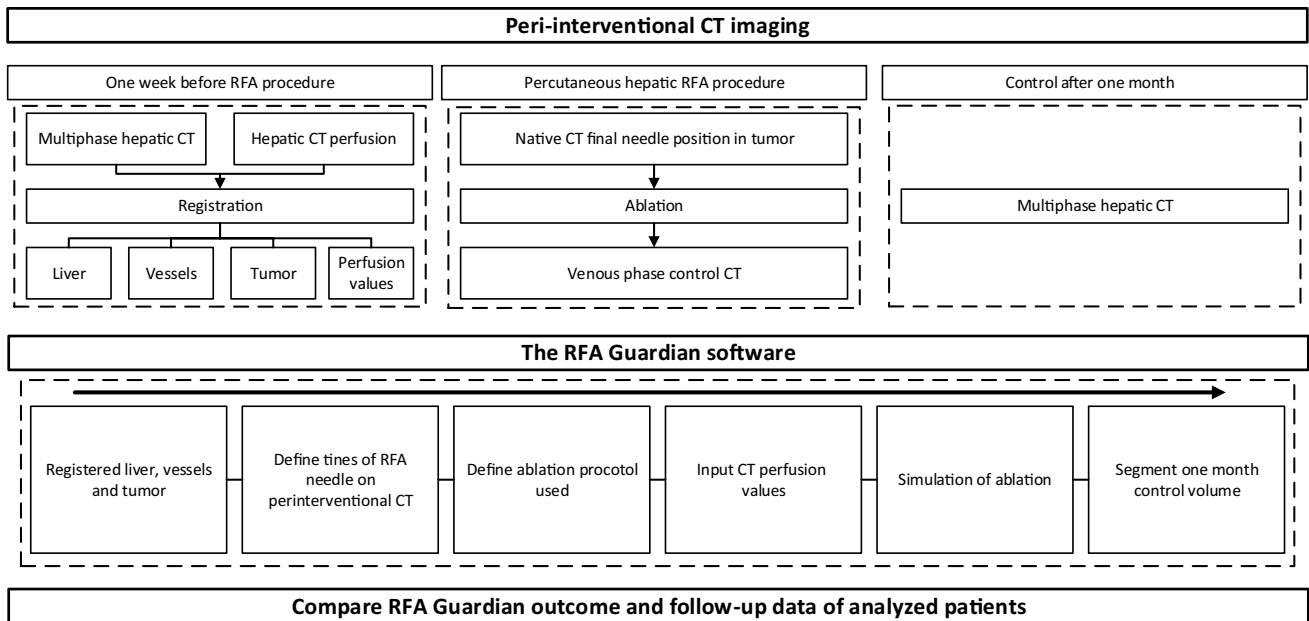 Peri-interventional CT imaging
One week before RFA procedure
Percutaneous hepatic RFA procedure
Control after one month
Multiphase hepatic CT
Hepatic CT perfusion
Registration
Liver
Vessels
Tumor
Perfusion
values
Native CT final needle position in tumor
Ablation
Venous phase control CT
Multiphase hepatic CT
The RFA Guardian software
Registered liver, vessels
and tumor
Define tines of RFA
needle on
perinterventional CT
Define ablation procotol
used
Input CT perfusion
values
Simulation of ablation
Segment one month
control volume
Compare RFA Guardian outcome and follow-up data of analyzed patients